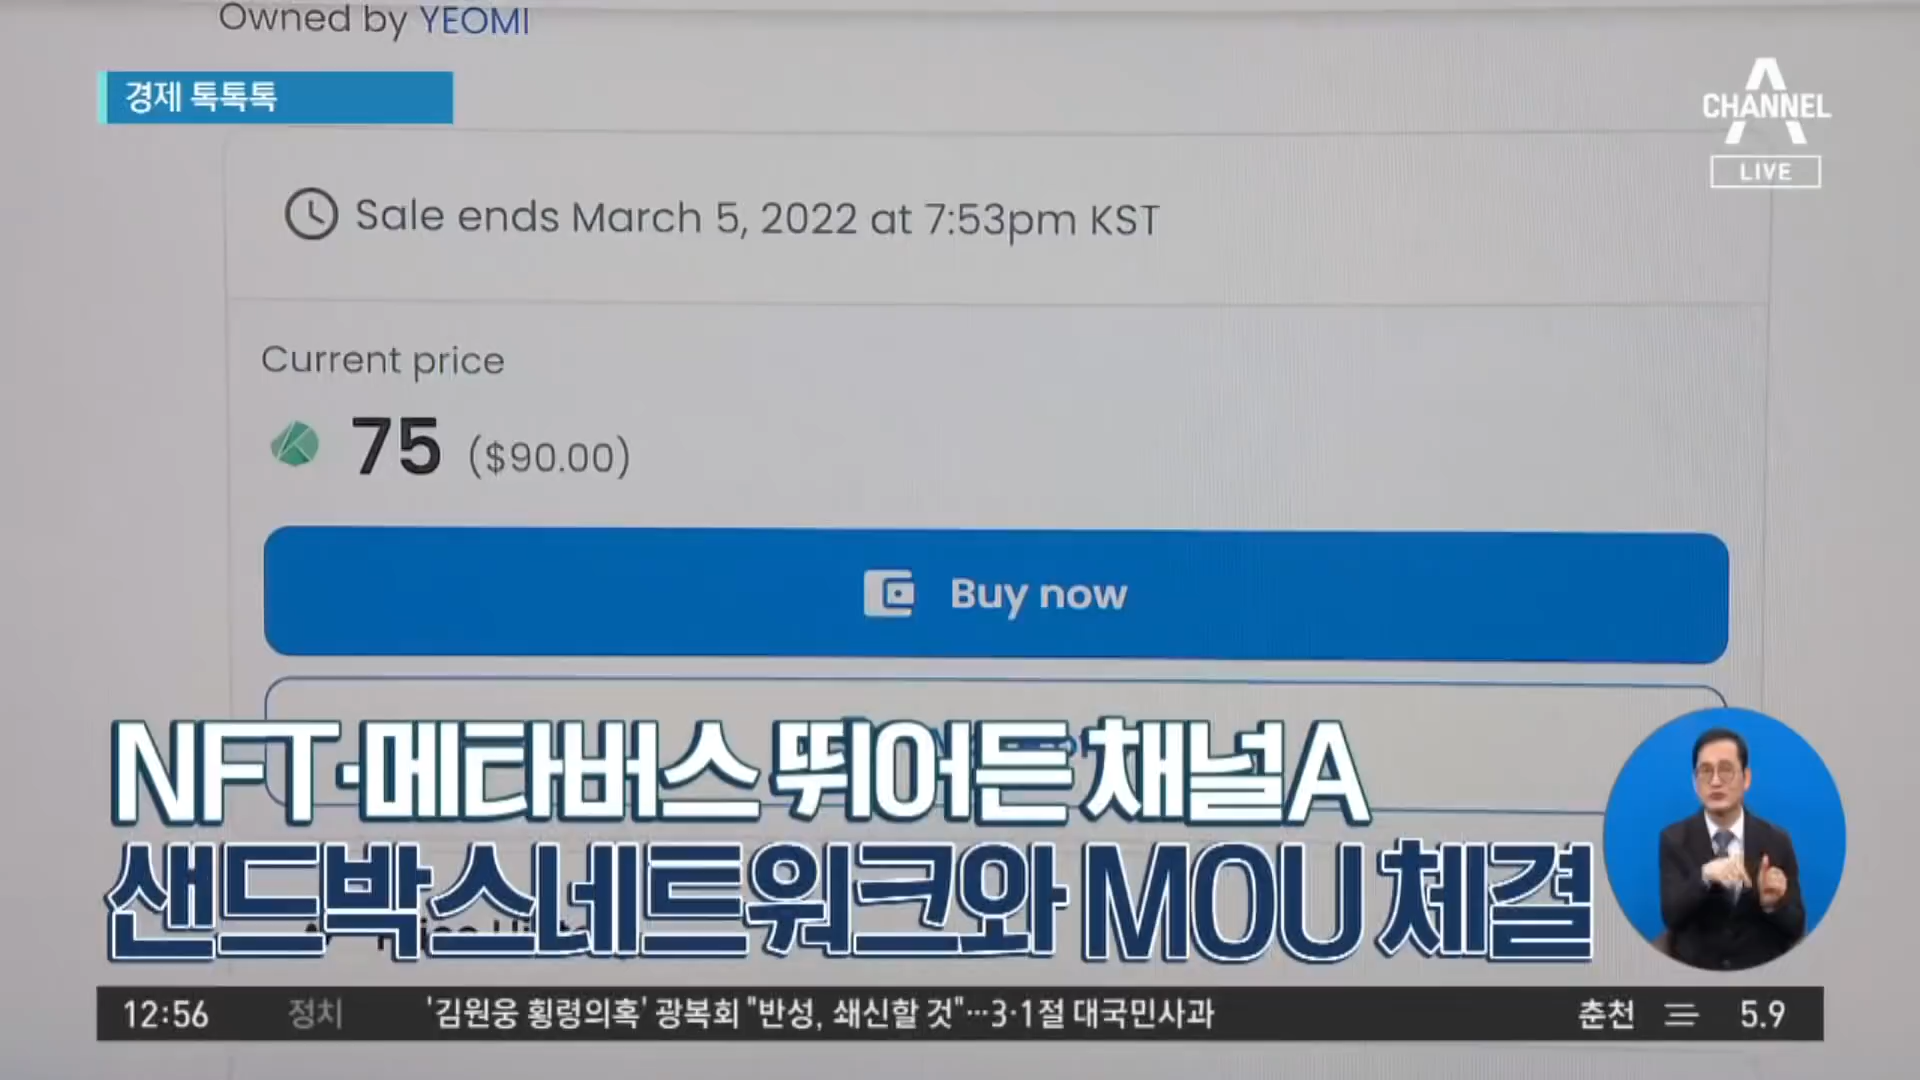 Owned by YEOMI
경제 톡톡톡
CHANNEL A
LIVE
Sale ends March 5, 2022 at 7:53pm KST
Current price
75 ($90.00)
Buy now
NFT·메타버스 뛰어든 채널A
샌드박스네트워크와 MOU 체결
12:56 정치 '김원웅 횡령의혹' 광복회 "반성, 쇄신할 것"…3·1절 대국민사과 춘천 5.9